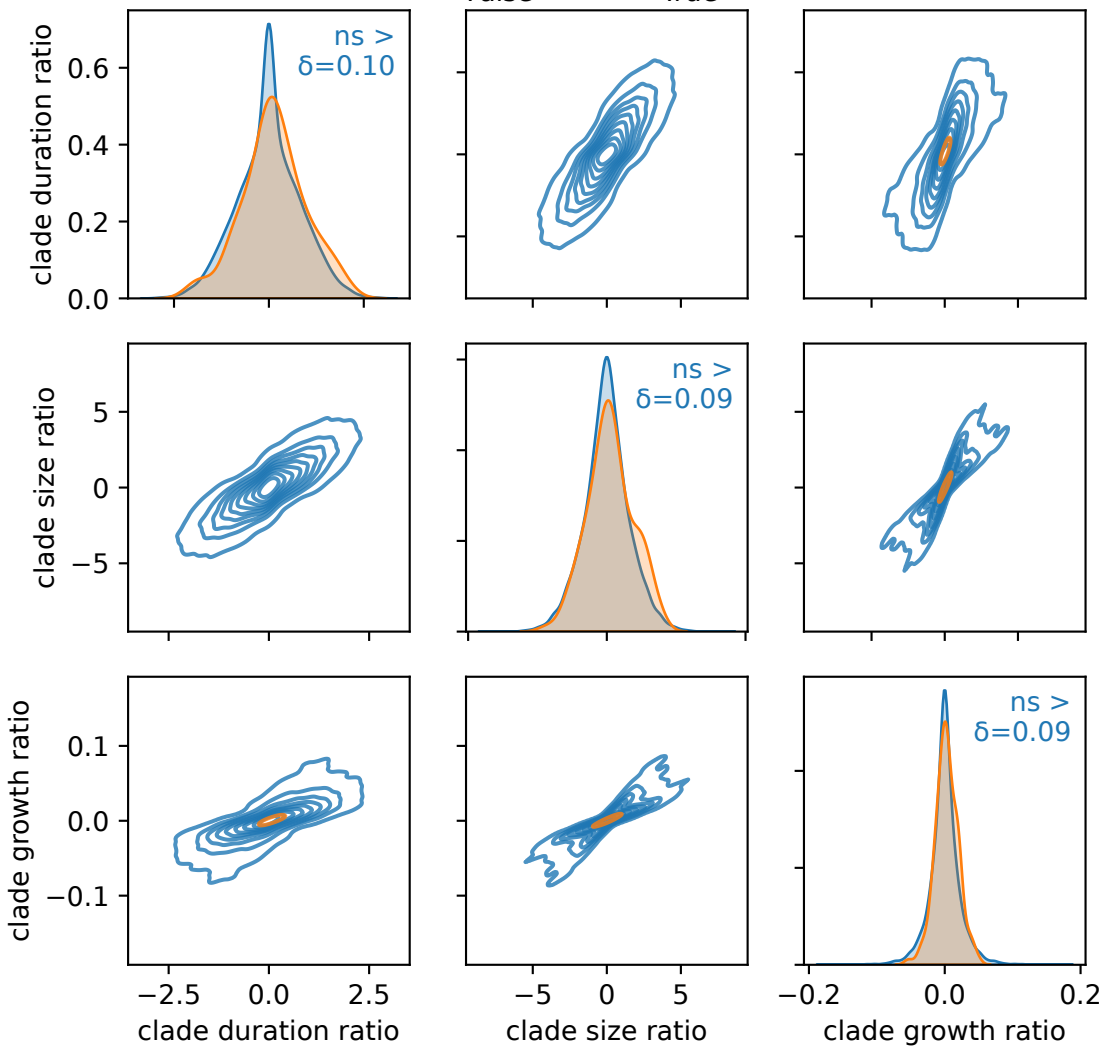 ns >
δ=0.10
clade duration ratio
0.6
0.4
0.2
0.0
ns >
δ=0.09
clade size ratio
5
0
−5
ns >
δ=0.09
clade growth ratio
0.1
0.0
−0.1
−2.5 0.0 2.5
−5 0 5
−0.2 0.0 0.2
clade duration ratio
clade size ratio
clade growth ratio